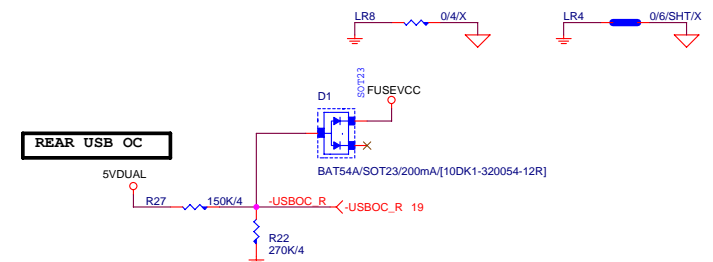 LR8 0/4/X
LR4 0/6/SHT/X
SOT23
FUSEVCC
D1
REAR USB OC
BAT54A/SOT23/200mA/[10DK1-320054-12R]
5VDUAL
R27 150K/4
-USBOC_R
-USBOC_R 19
R22
270K/4